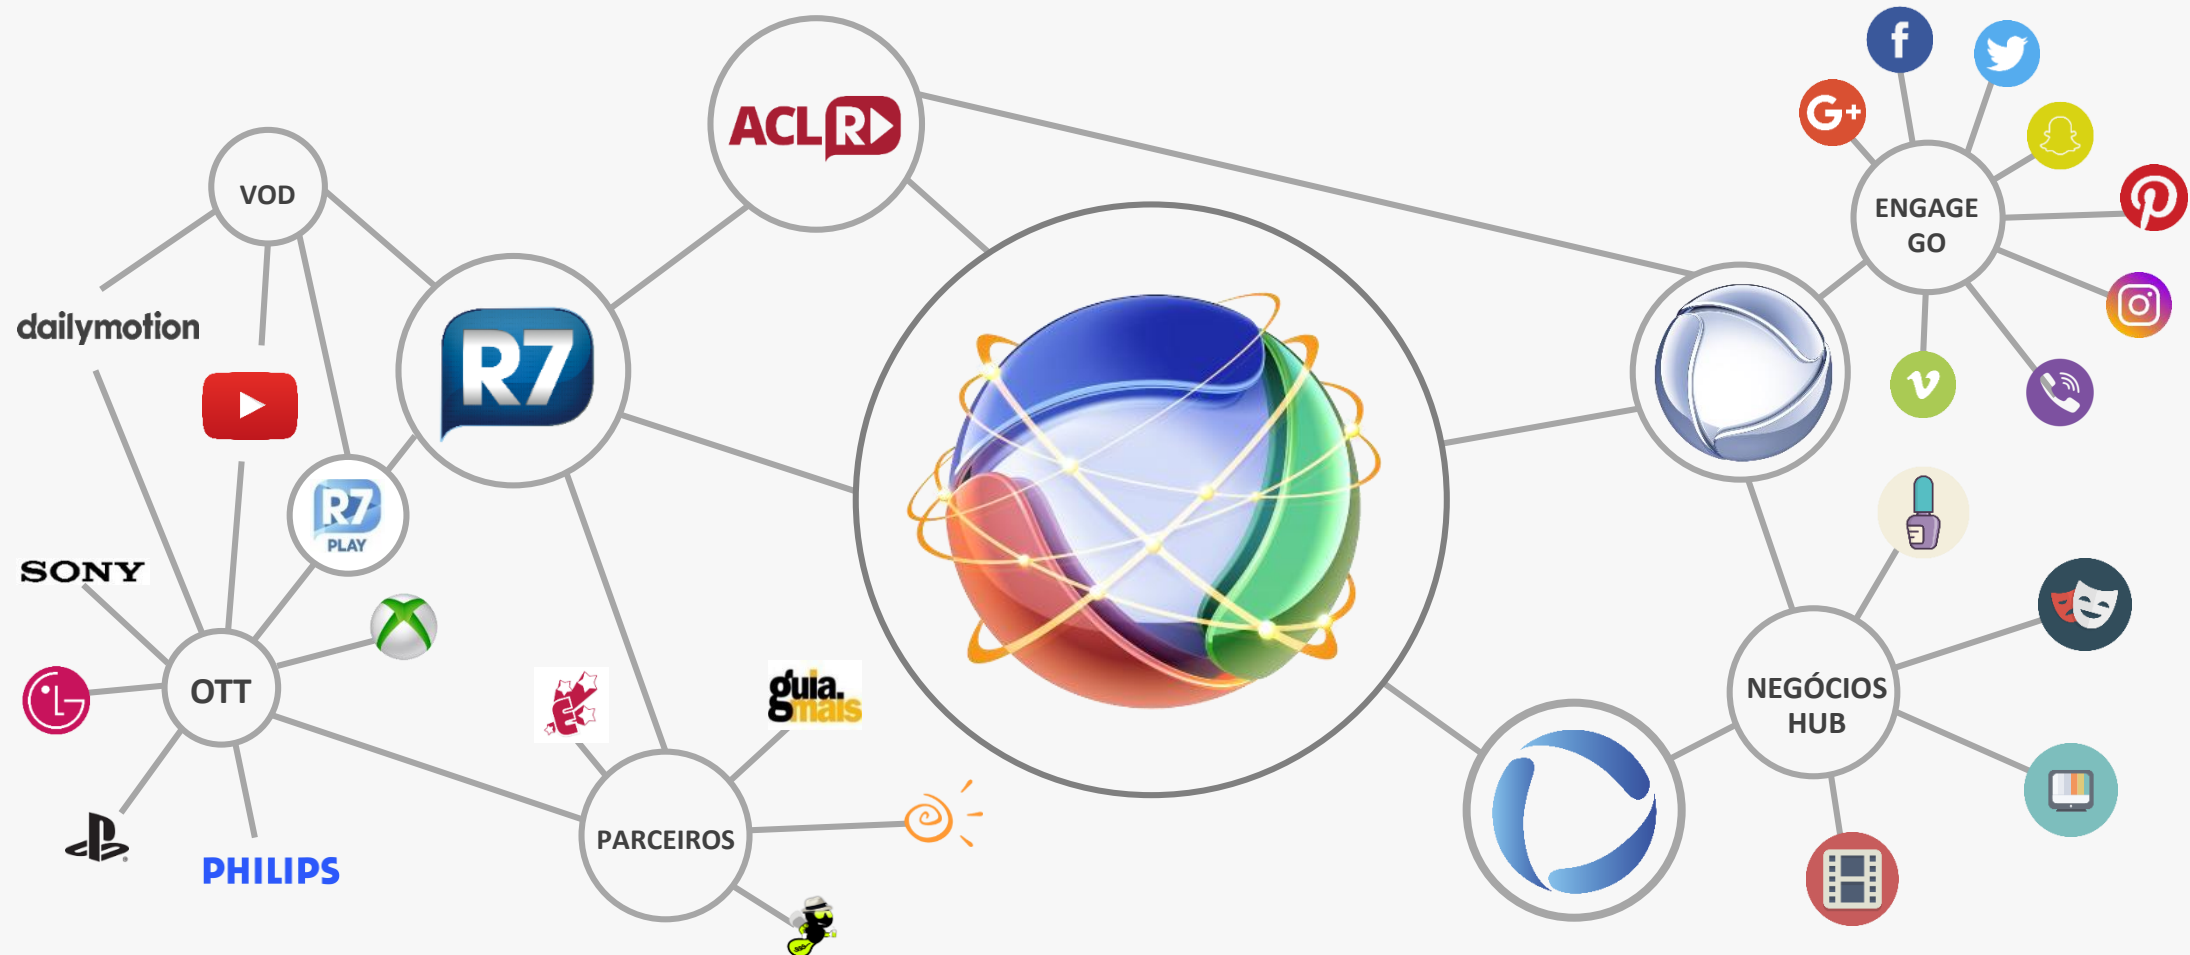 ACLR
VOD
ENGAGE
GO
dailymotion
R7
R7
PLAY
SONY
OTT
guia.
mais
NEGÓCIOS
HUB
PARCEIROS
PHILIPS